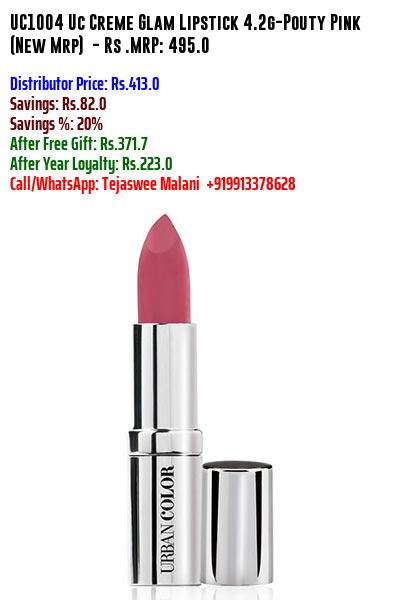 UC1004 Uc Creme Glam Lipstick 4.2g-Pouty Pink
(New Mrp) - Rs .MRP: 495.0
Distributor Price: Rs.413.0
Savings: Rs.82.0
Savings %: 20%
After Free Gift: Rs.371.7
After Year Loyalty: Rs.223.0
Call/WhatsApp: Tejaswee Malani +919913378628
URBAN COLOR